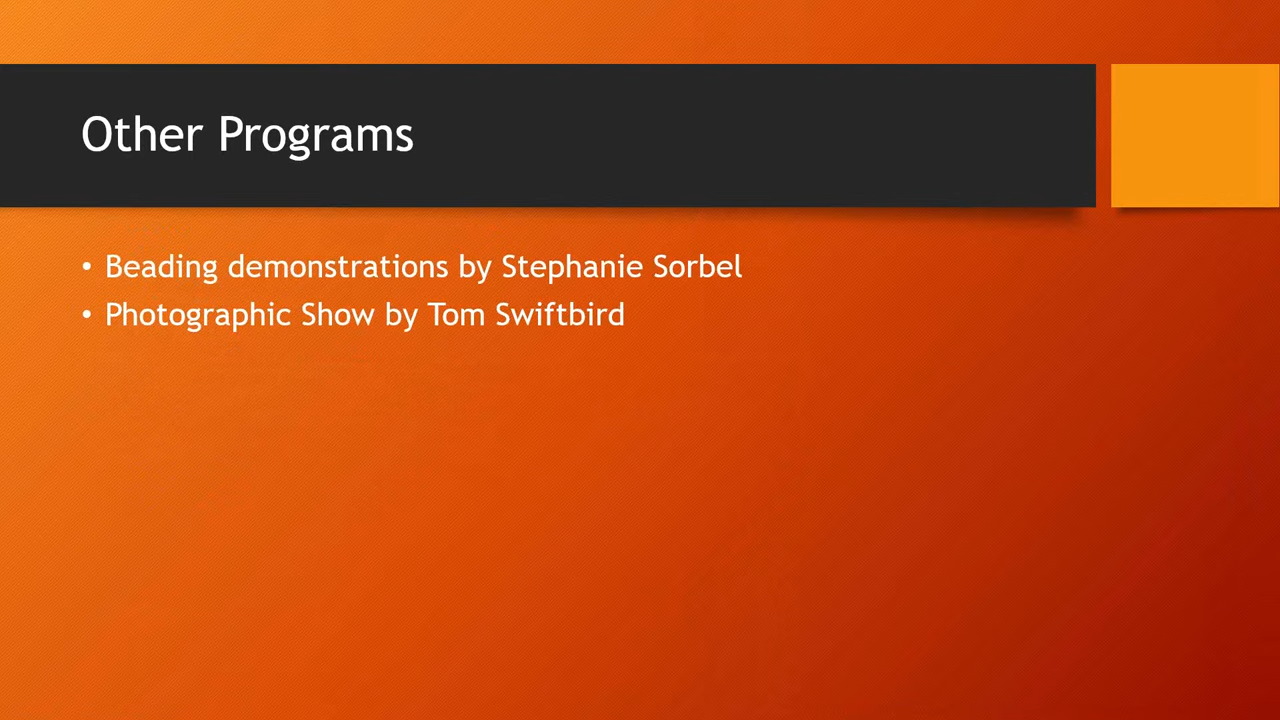 Other Programs
• Beading demonstrations by Stephanie Sorbel
• Photographic Show by Tom Swiftbird